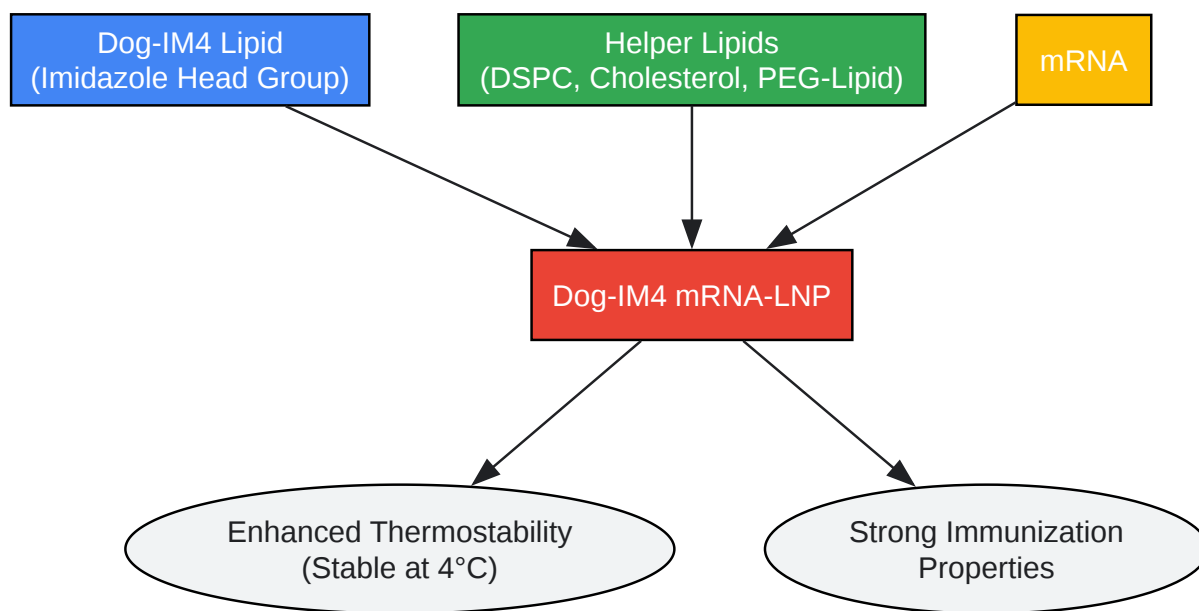 Dog-IM4 Lipid
(Imidazole Head Group)
Helper Lipids
(DSPC, Cholesterol, PEG-Lipid)
mRNA
Dog-IM4 mRNA-LNP
Enhanced Thermostability
(Stable at 4°C)
Strong Immunization
Properties